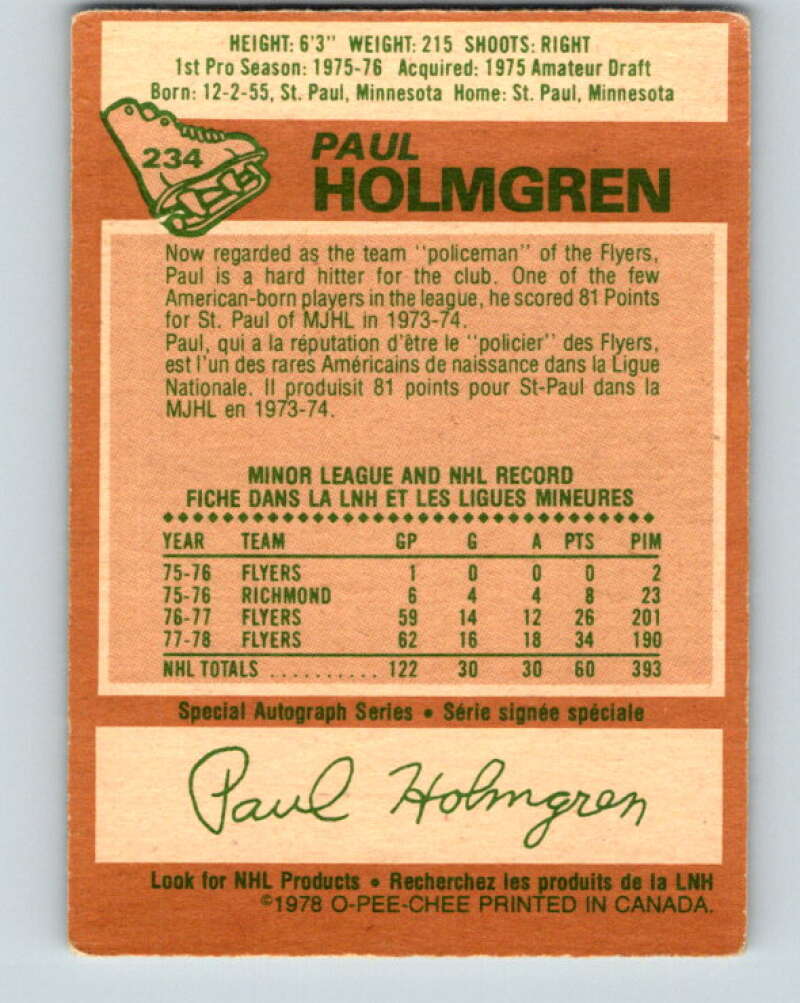 HEIGHT: 6'3" WEIGHT: 215 SHOOTS: RIGHT
1st Pro Season: 1975-76 Acquired: 1975 Amateur Draft
Born: 12-2-55, St. Paul, Minnesota Home: St. Paul, Minnesota
234
PAUL
HOLMGREN
Now regarded as the team "policeman" of the Flyers,
Paul is a hard hitter for the club. One of the few
American-born players in the league, he scored 81 Points
for St. Paul of MJHL in 1973-74.
Paul, qui a la réputation d'être le "policier" des Flyers,
est l'un des rares Américains de naissance dans la Ligue
Nationale. Il produisit 81 points pour St-Paul dans la
MJHL en 1973-74.
MINOR LEAGUE AND NHL RECORD
FICHE DANS LA LNH ET LES LIGUES MINEURES
YEAR TEAM GP G A PTS PIM
75-76 FLYERS 1 0 0 0 2
75-76 RICHMOND 6 4 4 8 23
76-77 FLYERS 59 14 12 26 201
77-78 FLYERS 62 16 18 34 190
NHL TOTALS .......... 122 30 30 60 393
Special Autograph Series • Série signée spéciale
Paul Holmgren
Look for NHL Products • Recherchez les produits de la LNH
©1978 O-PEE-CHEE PRINTED IN CANADA.